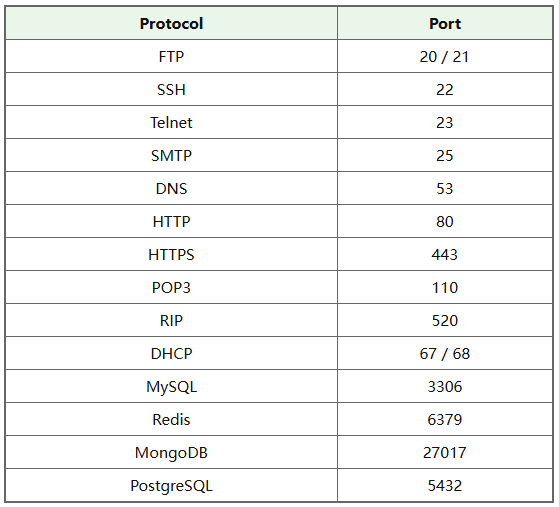 Protocol Port
FTP 20 / 21
SSH 22
Telnet 23
SMTP 25
DNS 53
HTTP 80
HTTPS 443
POP3 110
RIP 520
DHCP 67 / 68
MySQL 3306
Redis 6379
MongoDB 27017
PostgreSQL 5432